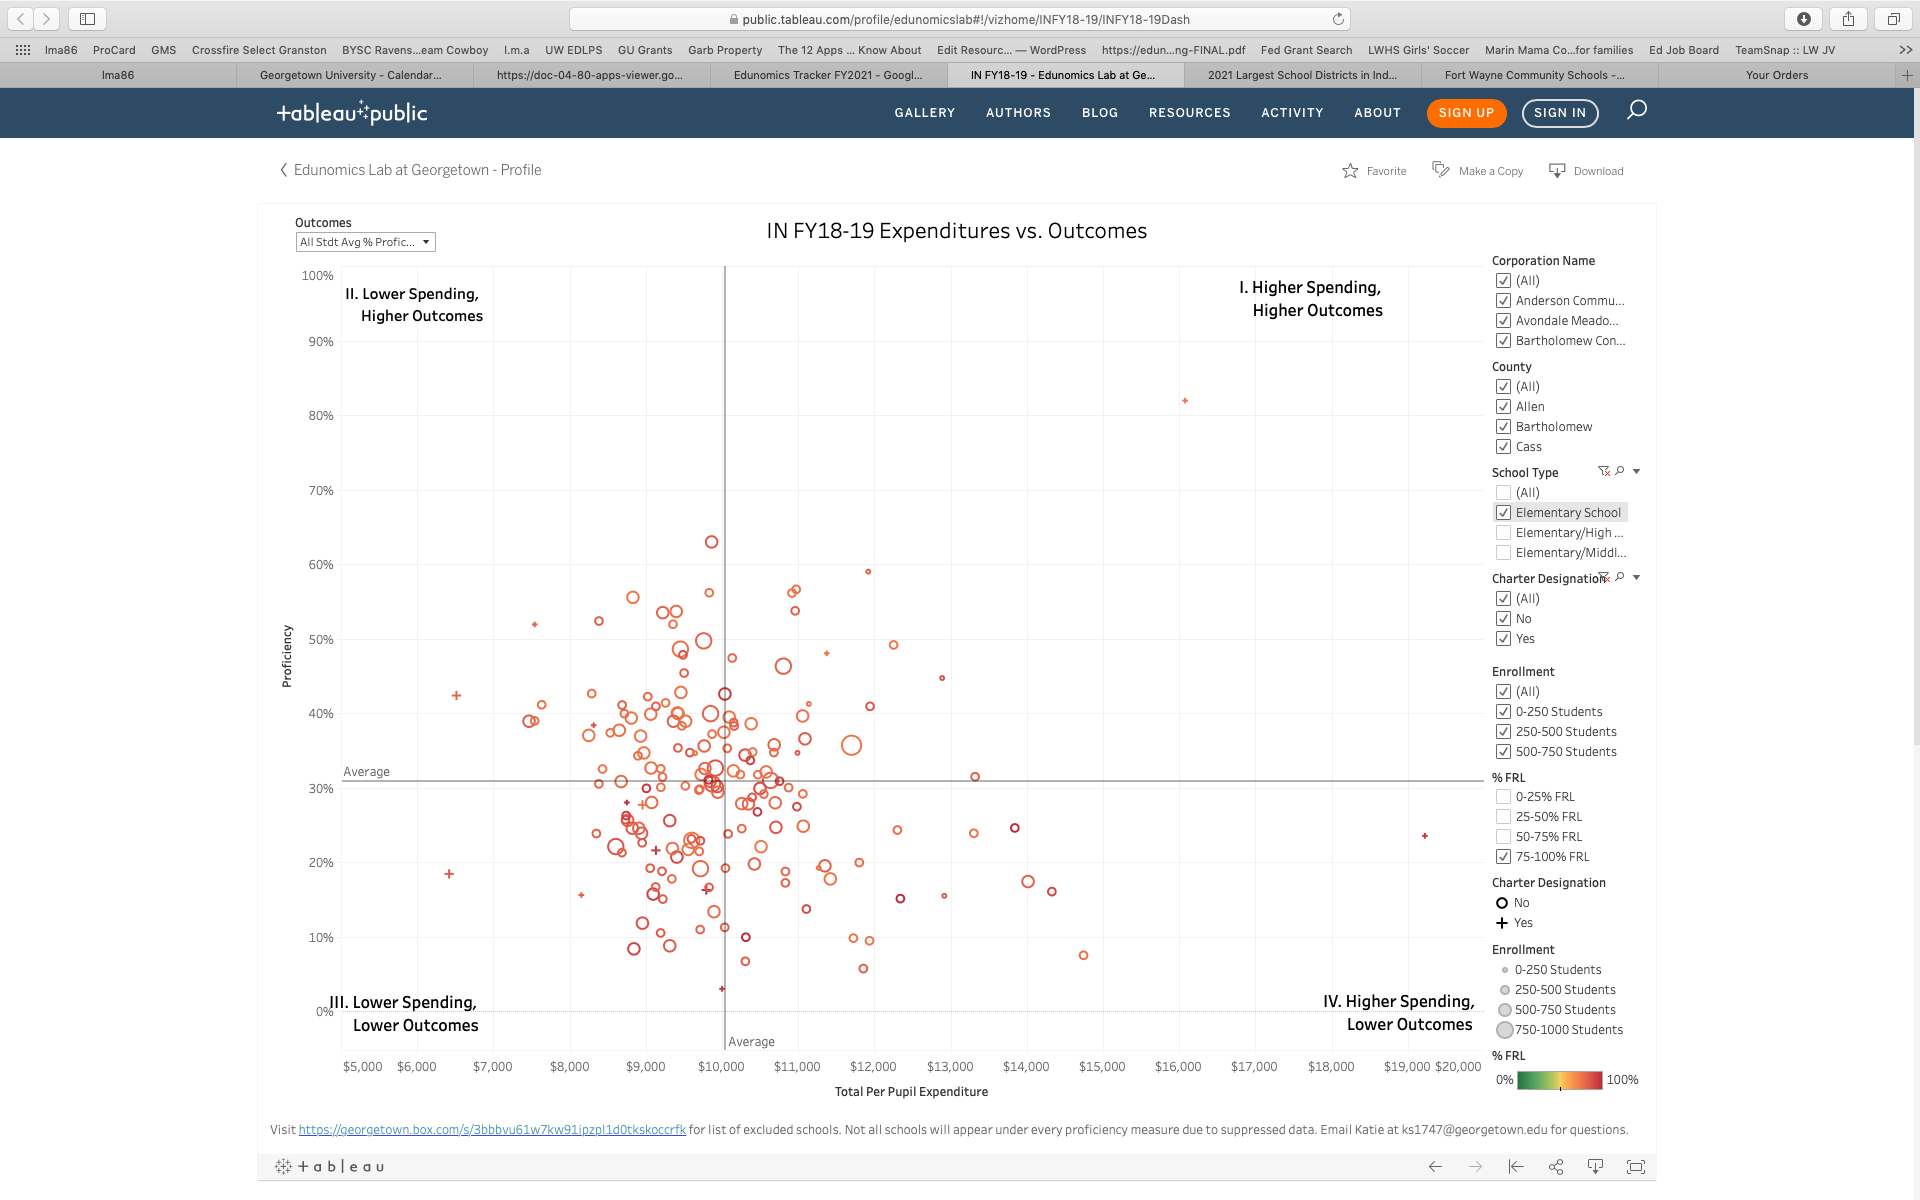 public.tableau.com/profile/edunomicslab#!/vizhome/INFY18-19/INFY18-19Dash
Ima86 ProCard GMS Crossfire Select Granston BYSC Ravens...eam Cowboy I.m.a UW EDLPS GU Grants Garb Property The 12 Apps ... Know About Edit Resourc... — WordPress https://edun...ng-FINAL.pdf Fed Grant Search LWHS Girls' Soccer Marin Mama Co...for families Ed Job Board TeamSnap :: LW JV
Ima86 Georgetown University - Calendar... https://doc-04-80-apps-viewer.go... Edunomics Tracker FY2021 - Googl... IN FY18-19 - Edunomics Lab at Ge... 2021 Largest School Districts in Ind... Fort Wayne Community Schools -... Your Orders
+ableau+public GALLERY AUTHORS BLOG RESOURCES ACTIVITY ABOUT SIGN UP SIGN IN
Edunomics Lab at Georgetown - Profile Favorite Make a Copy Download
Outcomes
All Stdt Avg % Profic...
IN FY18-19 Expenditures vs. Outcomes
II. Lower Spending,
Higher Outcomes
I. Higher Spending,
Higher Outcomes
100%
90%
80%
70%
60%
50%
40%
30%
20%
10%
0%
Proficiency
Average
III. Lower Spending,
Lower Outcomes
IV. Higher Spending,
Lower Outcomes
Average
$5,000 $6,000 $7,000 $8,000 $9,000 $10,000 $11,000 $12,000 $13,000 $14,000 $15,000 $16,000 $17,000 $18,000 $19,000 $20,000
Total Per Pupil Expenditure
Corporation Name
(All)
Anderson Commu...
Avondale Meado...
Bartholomew Con...
County
(All)
Allen
Bartholomew
Cass
School Type
(All)
Elementary School
Elementary/High ...
Elementary/Middl...
Charter Designation
(All)
No
Yes
Enrollment
(All)
0-250 Students
250-500 Students
500-750 Students
% FRL
0-25% FRL
25-50% FRL
50-75% FRL
75-100% FRL
Charter Designation
No
Yes
Enrollment
0-250 Students
250-500 Students
500-750 Students
750-1000 Students
% FRL
0% 100%
Visit https://georgetown.box.com/s/3bbbvu61w7kw91ipzpl1d0tkskoccrfk for list of excluded schools. Not all schools will appear under every proficiency measure due to suppressed data. Email Katie at ks1747@georgetown.edu for questions.
+ableau